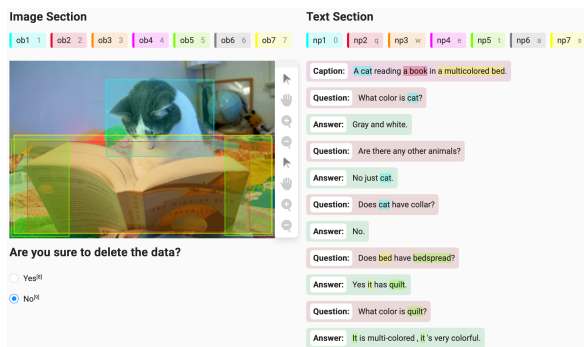 Image Section
ob1 1 ob2 2 ob3 3 ob4 4 ob5 5 ob6 6 ob7 7
Are you sure to delete the data?
Yes[8]
No[9]
Text Section
np1 0 np2 q np3 w np4 e np5 t np6 a np7 s
Caption: A cat reading a book in a multicolored bed.
Question: What color is cat?
Answer: Gray and white.
Question: Are there any other animals?
Answer: No just cat.
Question: Does cat have collar?
Answer: No.
Question: Does bed have bedspread?
Answer: Yes it has quilt.
Question: What color is quilt?
Answer: It is multi-colored , it 's very colorful.